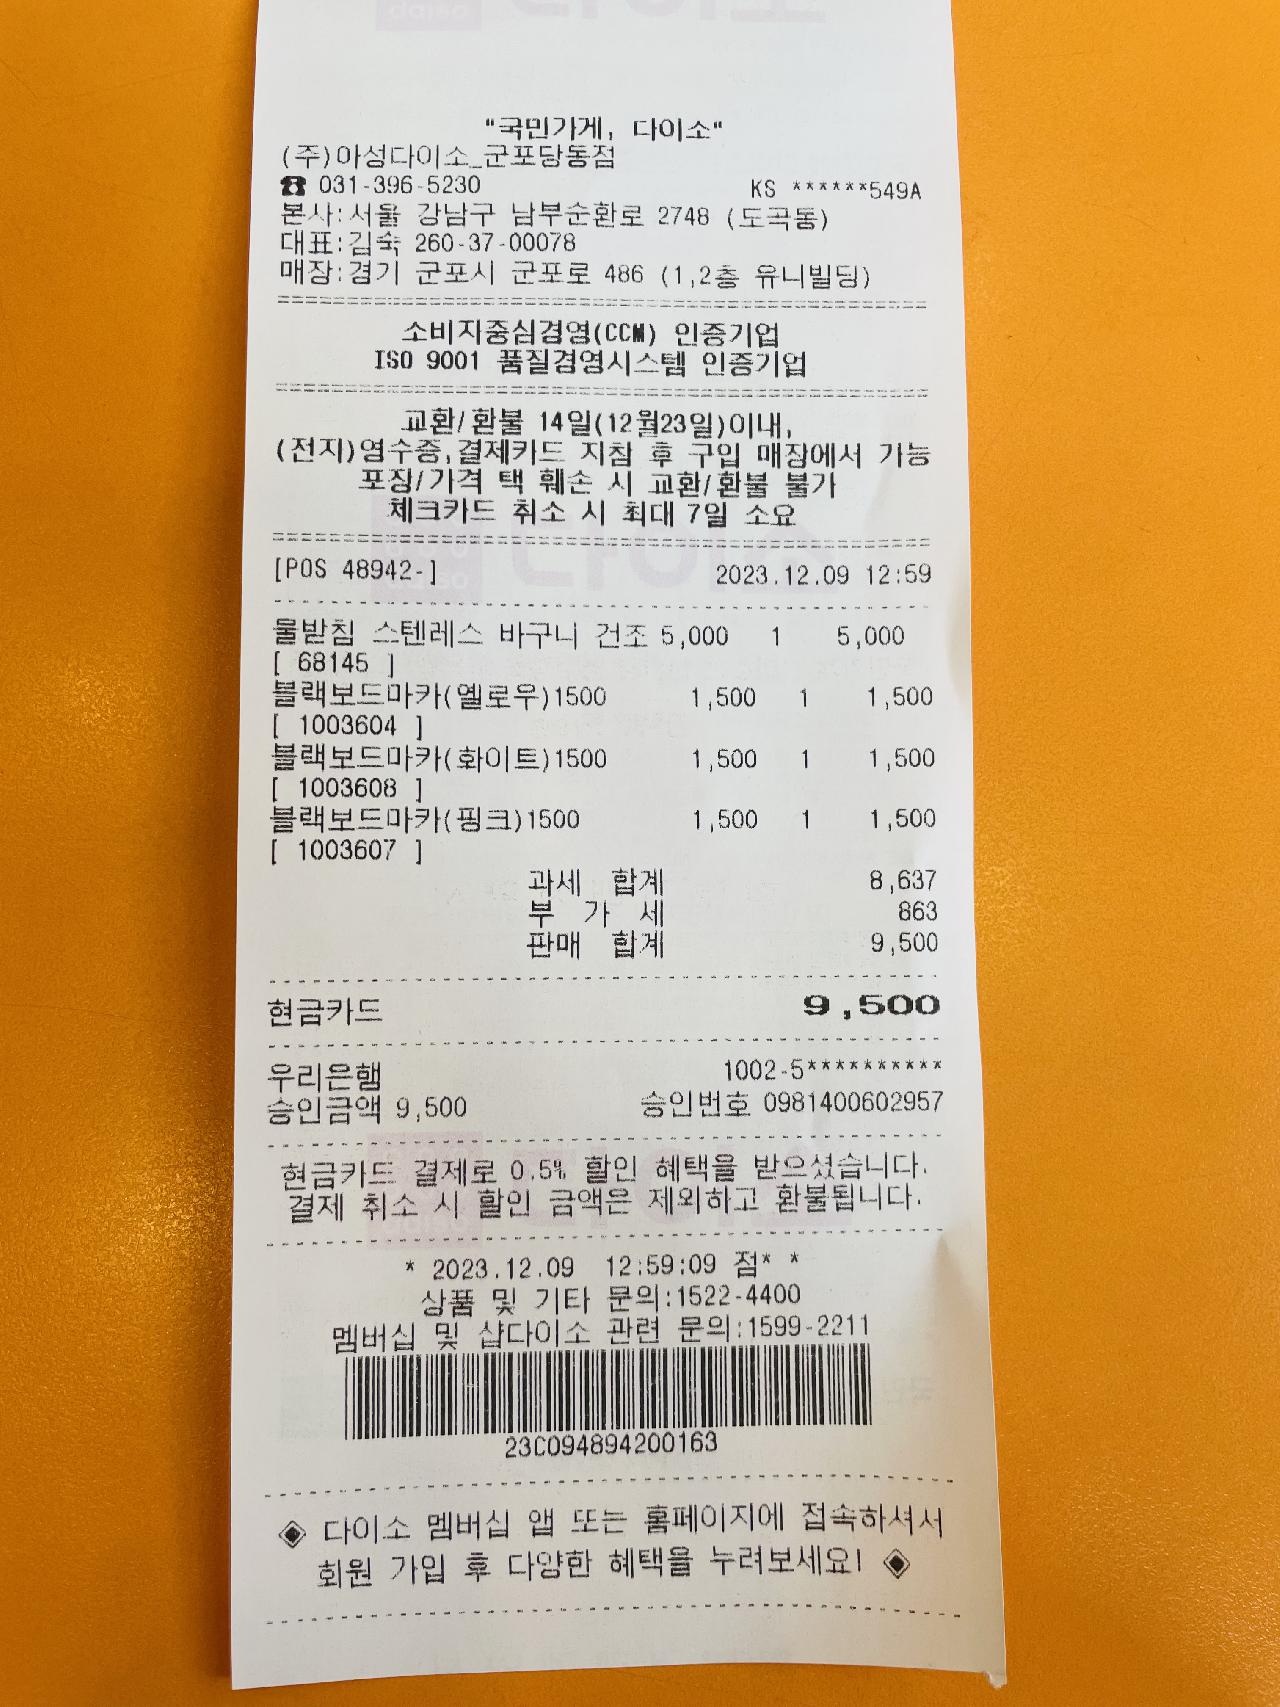 "국민가게, 다이소"
(주)아성다이소_군포당동점
☎ 031-396-5230 KS ******549A
본사:서울 강남구 남부순환로 2748 (도곡동)
대표:김숙 260-37-00078
매장:경기 군포시 군포로 486 (1,2층 유니빌딩)
소비자중심경영(CCM) 인증기업
ISO 9001 품질경영시스템 인증기업
교환/환불 14일(12월23일)이내,
(전지)영수증,결제카드 지참 후 구입 매장에서 가능
포장/가격 택 훼손 시 교환/환불 불가
체크카드 취소 시 최대 7일 소요
[POS 48942-] 2023.12.09 12:59
물받침 스텐레스 바구니 건조 5,000 1 5,000
[ 68145 ]
블랙보드마카(옐로우)1500 1,500 1 1,500
[ 1003604 ]
블랙보드마카(화이트)1500 1,500 1 1,500
[ 1003608 ]
블랙보드마카(핑크)1500 1,500 1 1,500
[ 1003607 ]
과세 합계 8,637
부 가 세 863
판매 합계 9,500
현금카드 9,500
우리은행 1002-5**********
승인금액 9,500 승인번호 0981400602957
현금카드 결제로 0.5% 할인 혜택을 받으셨습니다.
결제 취소 시 할인 금액은 제외하고 환불됩니다.
* 2023.12.09 12:59:09 점* *
상품 및 기타 문의:1522-4400
멤버십 및 샵다이소 관련 문의:1599-2211
23C094894200163
◈ 다이소 멤버십 앱 또는 홈페이지에 접속하셔서
회원 가입 후 다양한 혜택을 누려보세요! ◈